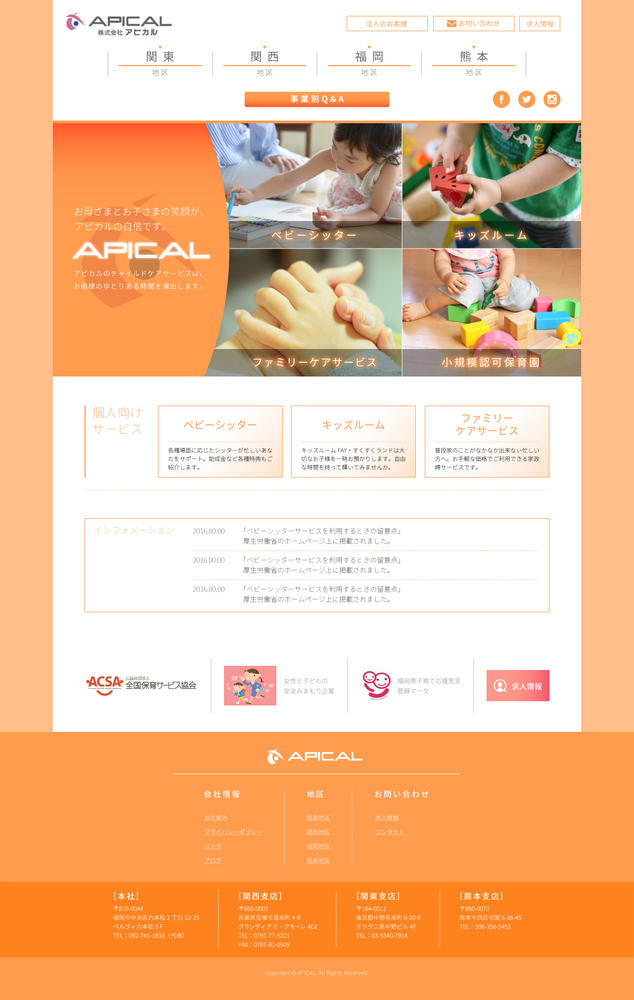 APICAL
株式会社 アピカル
法人のお客様
お問い合わせ
求人情報
関東
地区
関西
地区
福岡
地区
熊本
地区
事業別Q&A
お母さまとお子さまの笑顔が、
アピカルの自信です。
APICAL
アピカルのチャイルドケアサービスは、
お母様のゆとりある時間を演出します。
ベビーシッター
キッズルーム
ファミリーケアサービス
小規模認可保育園
個人向け
サービス
ベビーシッター
各種場面に応じたシッターが忙しいあな
たをサポート。助成金など各種特典もご
紹介します。
キッズルーム
キッズルーム FAY・すくすくランドは大
切なお子様を一時お預かりします。自由
な時間を持って輝いてみませんか。
ファミリー
ケアサービス
普段家のことがなかなか出来ない忙しい
方へ。お手軽な価格でご利用できる家政
婦サービスです。
インフォメーション
2016.00.00
「ベビーシッターサービスを利用するときの留意点」
厚生労働省のホームページ上に掲載されました。
2016.00.00
「ベビーシッターサービスを利用するときの留意点」
厚生労働省のホームページ上に掲載されました。
2016.00.00
「ベビーシッターサービスを利用するときの留意点」
厚生労働省のホームページ上に掲載されました。
ACSA
公益社団法人
全国保育サービス協会
女性と子どもの
安全みまもり企業
福岡県子育て応援宣言
登録マーク
求人情報
APICAL
会社情報
会社案内
プライバシーポリシー
リンク
ブログ
地区
関東地区
関西地区
福岡地区
熊本地区
お問い合わせ
求人情報
コンタクト
[本社]
〒810-0044
福岡市中央区六本松 2 丁目 12-25
ベルヴィ六本松 5 F
TEL：092-741-1833（代表）
[関西支店]
〒665-0003
兵庫県宝塚市湯本町 4-8
グランディア ミ・アモーレ 402
TEL：0797-77-5221
FAX：0797-81-0505
[関東支店]
〒164-0012
東京都中野区本町 6-20-9
ミツクニ新中野ビル 4F
TEL：03-5340-7914
[熊本支店]
〒860-0072
熊本市西区花園 6-38-45
TEL：096-356-5453
Copyright © APICAL. All Rights Reserved.